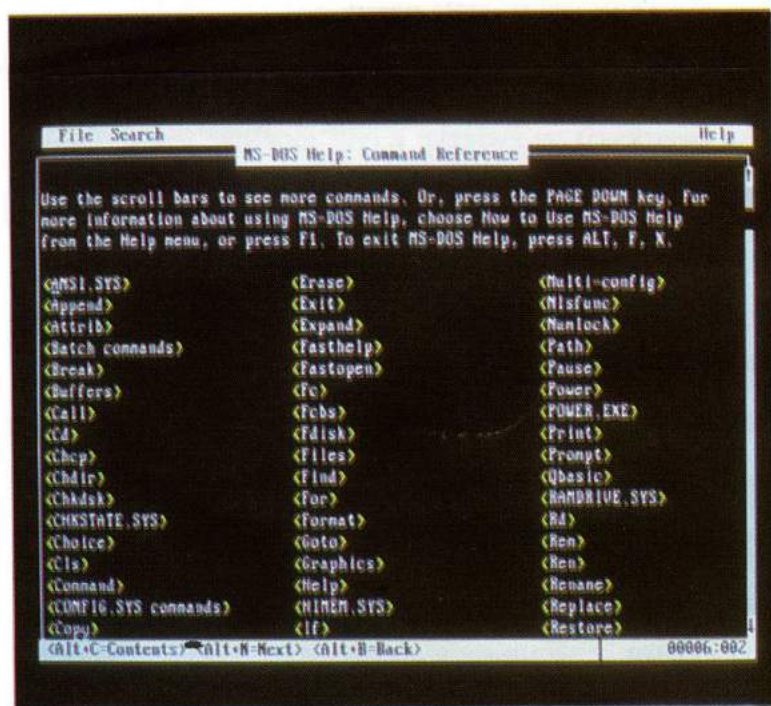 File Search Help
MS-DOS Help: Command Reference
Use the scroll bars to see more commands. Or, press the PAGE DOWN key. For
more information about using MS-DOS Help, choose How to Use MS-DOS Help
from the Help menu, or press F1. To exit MS-DOS Help, press ALT, F, X.
<ANSI.SYS>
<Append>
<Attrib>
<Batch commands>
<Break>
<Buffers>
<Call>
<Cd>
<Chcp>
<Chdir>
<Chkdsk>
<CHKSTATE.SYS>
<Choice>
<Cls>
<Command>
<CONFIG.SYS commands>
<Copy>
<Erase>
<Exit>
<Expand>
<Fasthelp>
<Fastopen>
<Fc>
<Fcbs>
<Fdisk>
<Files>
<Find>
<For>
<Format>
<Goto>
<Graphics>
<Help>
<HIMEM.SYS>
<If>
<Multi-config>
<Nlsfunc>
<Numlock>
<Path>
<Pause>
<Power>
<POWER.EXE>
<Print>
<Prompt>
<Qbasic>
<RAMDRIVE.SYS>
<Rd>
<Rem>
<Ren>
<Rename>
<Replace>
<Restore>
<Alt+C=Contents> <Alt+N=Next> <Alt+B=Back> 00006:002